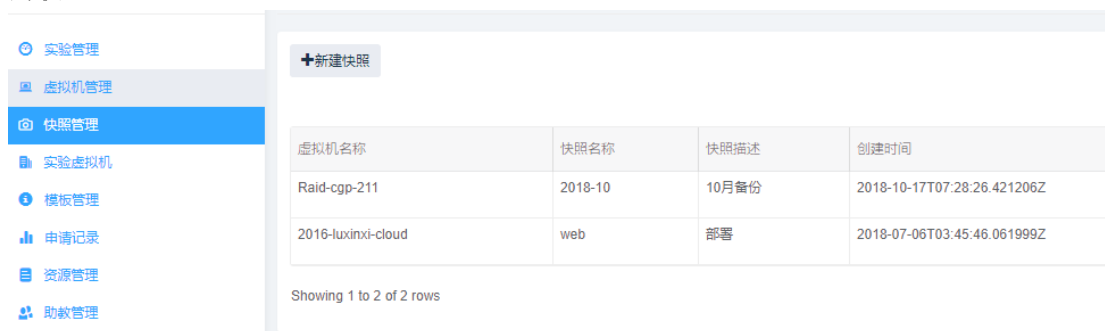 实验管理
虚拟机管理
快照管理
实验虚拟机
模板管理
申请记录
资源管理
助教管理
+新建快照
虚拟机名称 快照名称 快照描述 创建时间
Raid-cgp-211 2018-10 10月备份 2018-10-17T07:28:26.421206Z
2016-luxinxi-cloud web 部署 2018-07-06T03:45:46.061999Z
Showing 1 to 2 of 2 rows